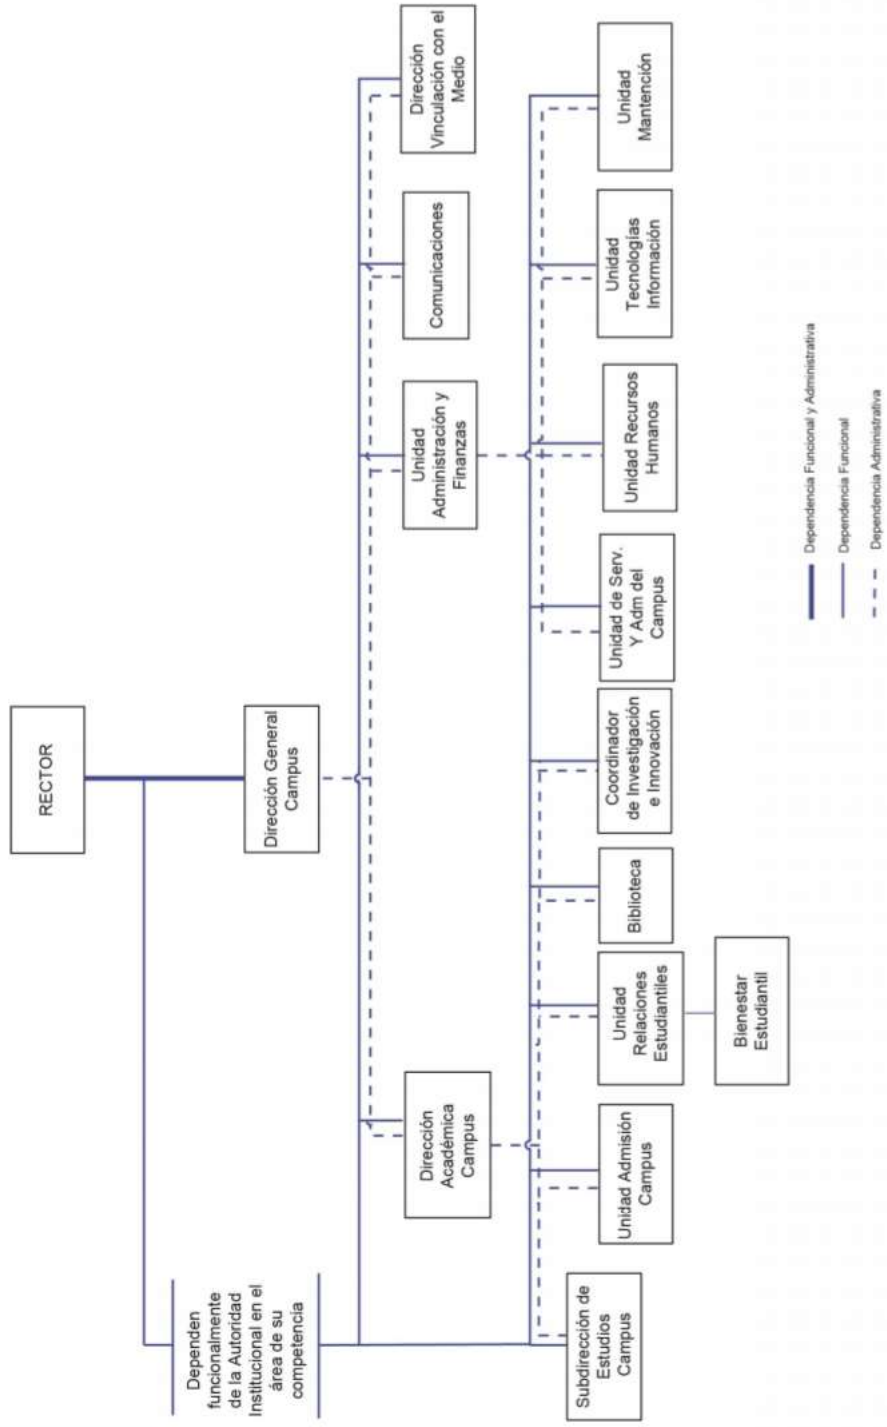 RECTOR
Dependen
funcionalmente
de la Autoridad
Institucional en el
área de su
competencia
Dirección General
Campus
Dirección
Académica
Campus
Unidad
Administración y
Finanzas
Comunicaciones
Dirección
Vinculación con el
Medio
Subdirección de
Estudios
Campus
Unidad Admisión
Campus
Unidad
Relaciones
Estudiantiles
Biblioteca
Coordinador
de Investigación
e Innovación
Unidad de Serv.
Y Adm del
Campus
Unidad Recursos
Humanos
Unidad
Tecnologías
Información
Unidad
Mantención
Bienestar
Estudiantil
Dependencia Funcional y Administrativa
Dependencia Funcional
Dependencia Administrativa